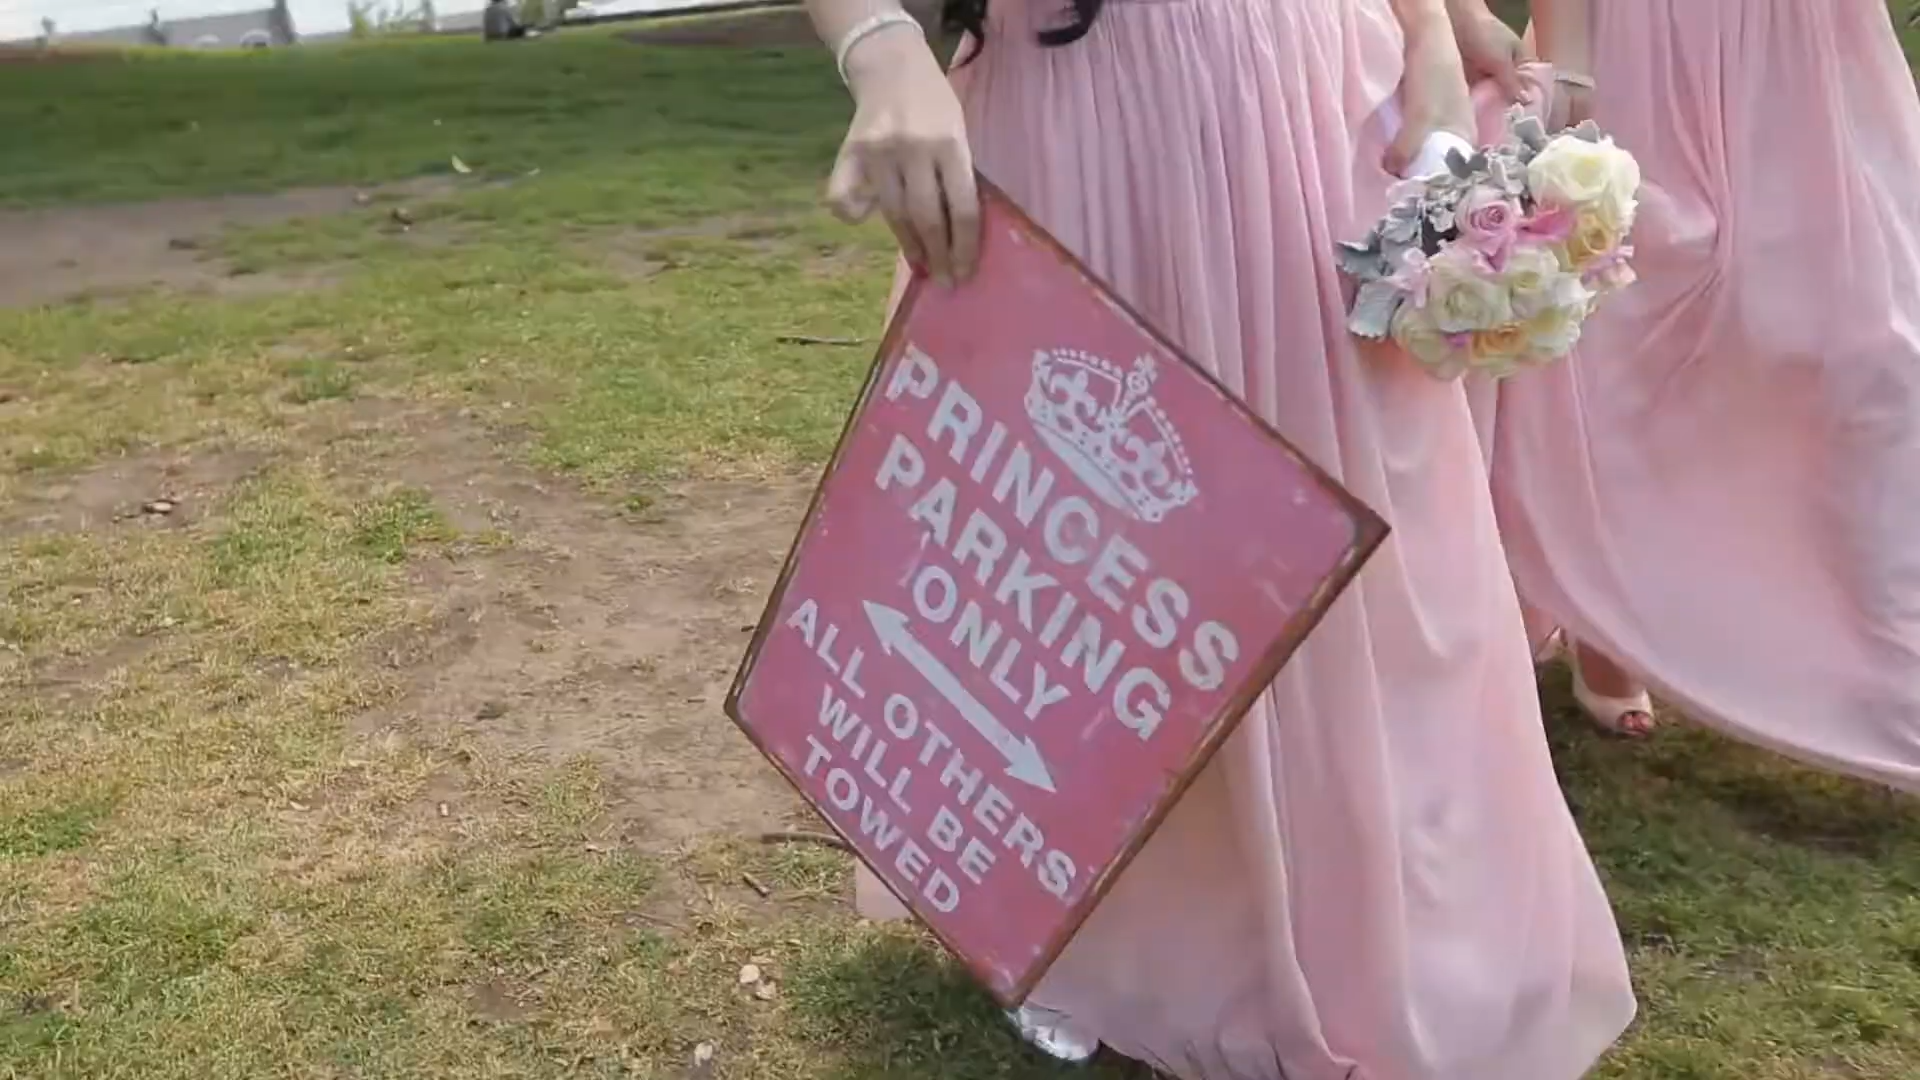 PRINCESS
PARKING
ONLY
ALL OTHERS
WILL BE
TOWED